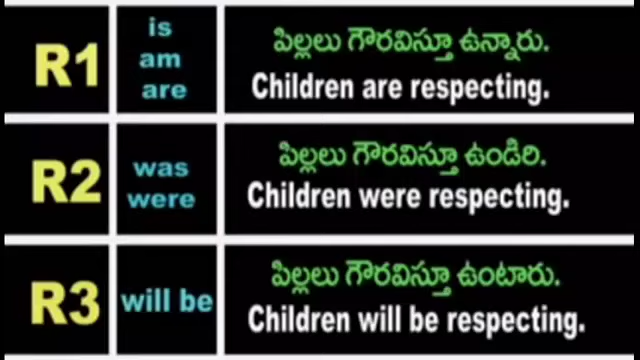 R1
is
am
are
పిల్లలు గౌరవిస్తూ ఉన్నారు.
Children are respecting.
R2
was
were
పిల్లలు గౌరవిస్తూ ఉండిరి.
Children were respecting.
R3
will be
పిల్లలు గౌరవిస్తూ ఉంటారు.
Children will be respecting.